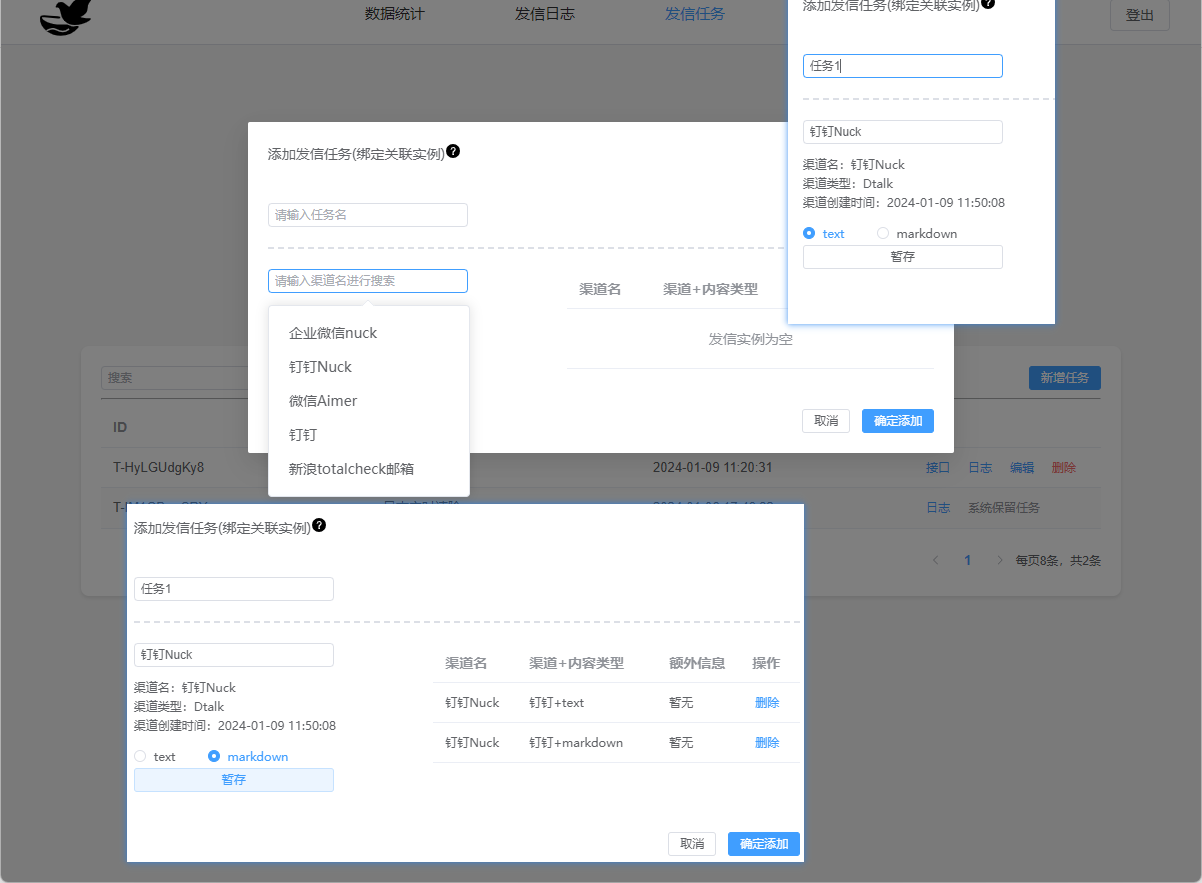 数据统计
发信日志
发信任务
登出
添加发信任务(绑定关联实例)
任务1
钉钉Nuck
渠道名：钉钉Nuck
渠道类型：Dtalk
渠道创建时间：2024-01-09 11:50:08
text
markdown
暂存
添加发信任务(绑定关联实例)
请输入任务名
请输入渠道名进行搜索
企业微信nuck
钉钉Nuck
微信Aimer
钉钉
新浪totalcheck邮箱
渠道名
渠道+内容类型
发信实例为空
取消
确定添加
搜索
新增任务
ID
T-HyLGUdgKy8
2024-01-09 11:20:31
接口
日志
编辑
删除
日志
系统保留任务
1
每页8条，共2条
添加发信任务(绑定关联实例)
任务1
钉钉Nuck
渠道名：钉钉Nuck
渠道类型：Dtalk
渠道创建时间：2024-01-09 11:50:08
text
markdown
暂存
渠道名 渠道+内容类型 额外信息 操作
钉钉Nuck 钉钉+text 暂无 删除
钉钉Nuck 钉钉+markdown 暂无 删除
取消
确定添加